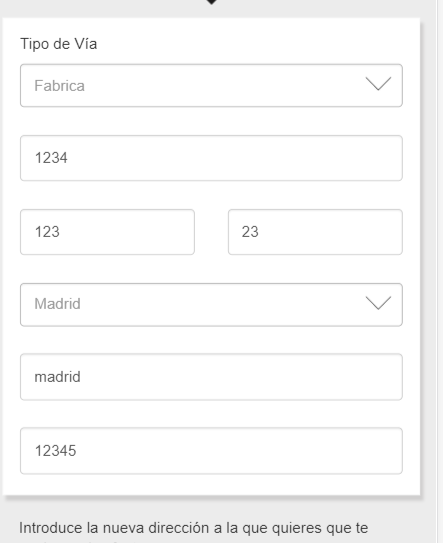 Tipo de Vía
Fabrica
1234
123 23
Madrid
madrid
12345
Introduce la nueva dirección a la que quieres que te